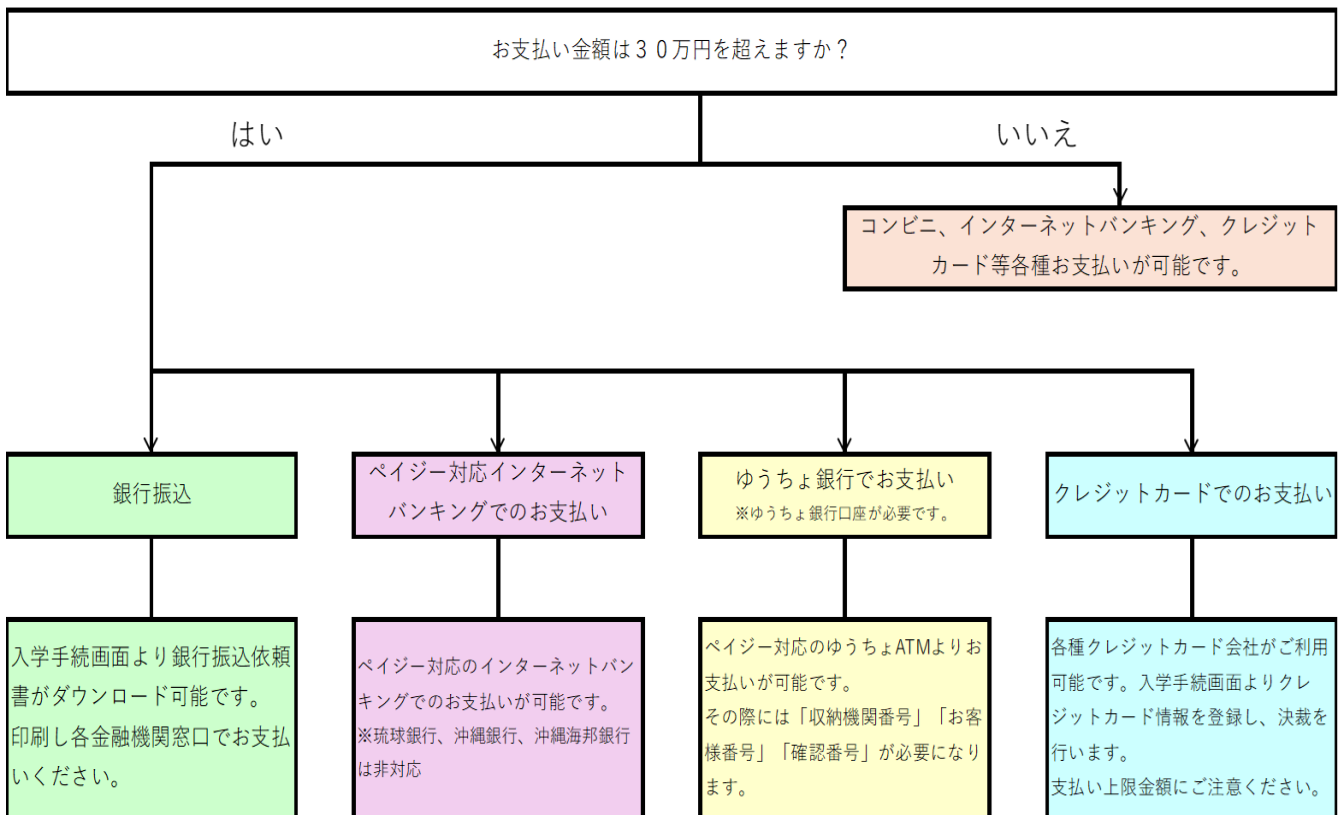 お支払い金額は３０万円を超えますか？
はい
いいえ
コンビニ、インターネットバンキング、クレジット
カード等各種お支払いが可能です。
銀行振込
ペイジー対応インターネット
バンキングでのお支払い
ゆうちょ銀行でお支払い
※ゆうちょ銀行口座が必要です。
クレジットカードでのお支払い
入学手続画面より銀行振込依頼
書がダウンロード可能です。
印刷し各金融機関窓口でお支払
いください。
ペイジー対応のインターネットバン
キングでのお支払いが可能です。
※琉球銀行、沖縄銀行、沖縄海邦銀行
は非対応
ペイジー対応のゆうちょATMよりお
支払いが可能です。
その際には「収納機関番号」「お客
様番号」「確認番号」が必要になり
ます。
各種クレジットカード会社がご利用
可能です。入学手続画面よりクレ
ジットカード情報を登録し、決裁を
行います。
支払い上限金額にご注意ください。